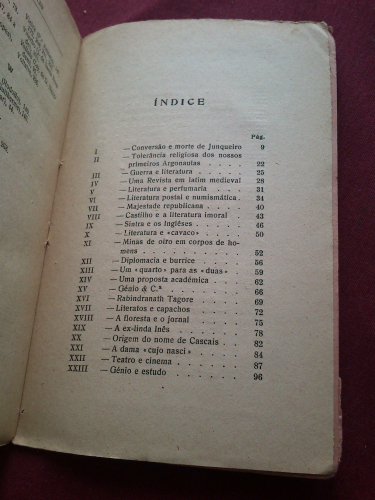 ÍNDICE
Pág.
I — Conversão e morte de Junqueiro 9
II — Tolerância religiosa dos nossos
primeiros Argonautas . . . 22
III — Guerra e literatura . . . . . 25
IV — Uma Revista em latim medieval 28
V — Literatura e perfumaria . . . 31
VI — Literatura postal e numismática . 34
VII — Majestade republicana . . . . 40
VIII — Castilho e a literatura imoral . . 43
IX — Sintra e os Inglêses . . . . . 46
X — Literatura e «cavaco» . . . . 50
XI — Minas de oiro em corpos de ho-
mens . . . . . . . . . 52
XII — Diplomacia e burrice . . . . 56
XIII — Um «quarto» para as «duas» . . 59
XIV — Uma proposta académica . . . 62
XV — Génio & C.ª . . . . . . . 66
XVI — Rabindranath Tagore . . . . 69
XVII — Literatos e capachos . . . . 72
XVIII — A floresta e o jornal . . . . . 75
XIX — A ex-linda Inês . . . . . . 78
XX — Origem do nome de Cascais . . 82
XXI — A dama «cujo nasci» . . . . 84
XXII — Teatro e cinema . . . . . . 87
XXIII — Génio e estudo . . . . . . 96